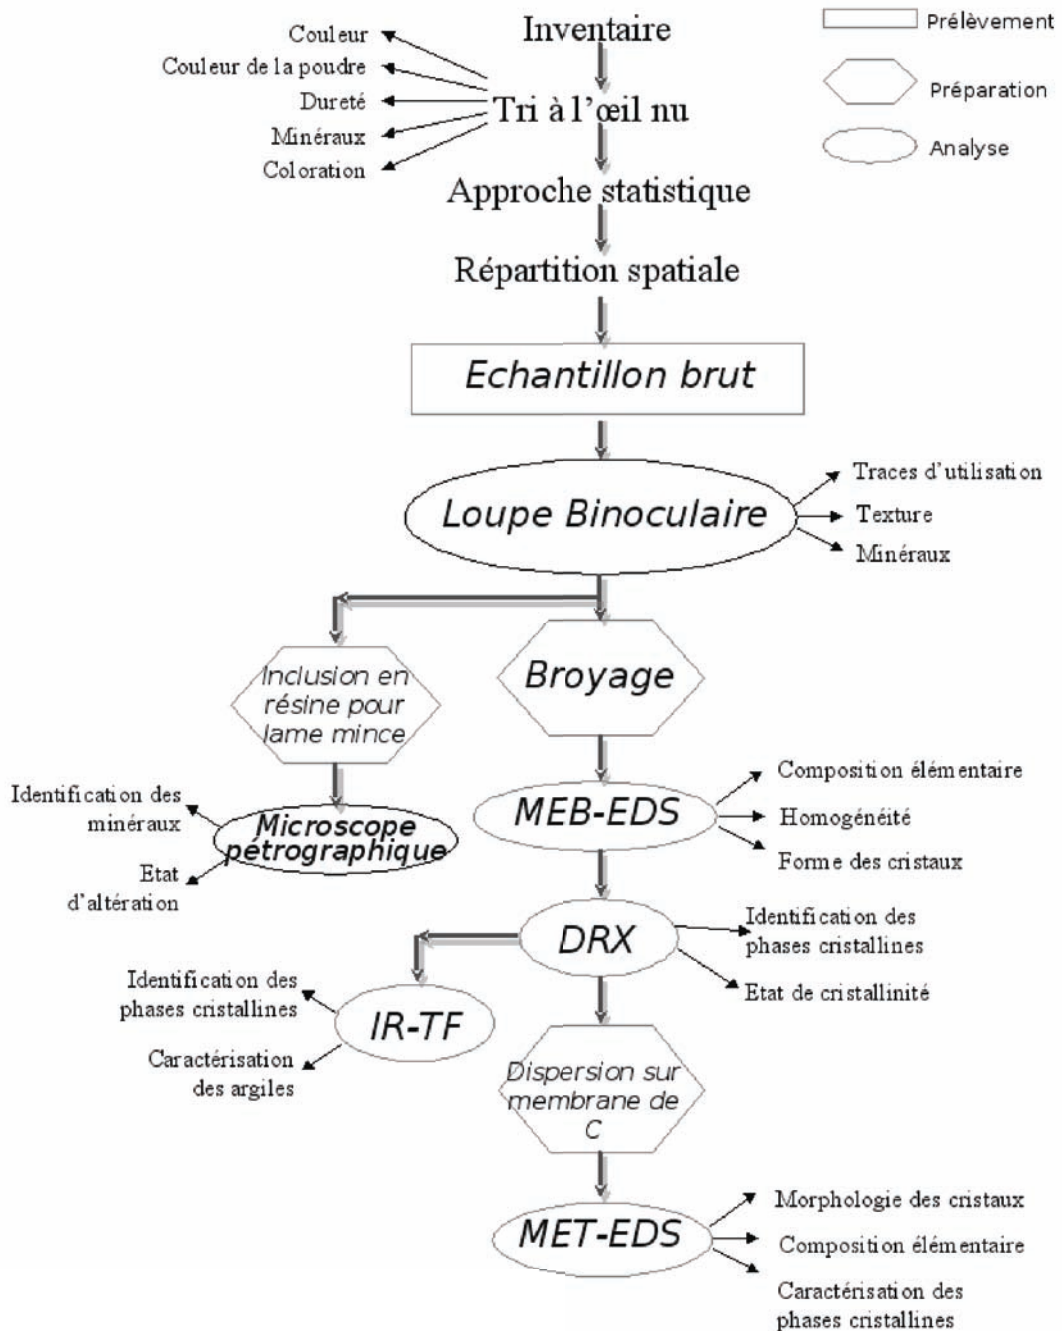 Inventaire
Prélèvement
Préparation
Analyse
Couleur
Couleur de la poudre
Dureté
Minéraux
Coloration
Tri à l'œil nu
Approche statistique
Répartition spatiale
Echantillon brut
Loupe Binoculaire
Traces d'utilisation
Texture
Minéraux
Inclusion en
résine pour
lame mince
Broyage
Identification des
minéraux
Etat
d'altération
Microscope
pétrographique
MEB-EDS
Composition élémentaire
Homogénéité
Forme des cristaux
DRX
Identification des
phases cristallines
Etat de cristallinité
Identification des
phases cristallines
Caractérisation
des argiles
IR-TF
Dispersion sur
membrane de
C
MET-EDS
Morphologie des cristaux
Composition élémentaire
Caractérisation des
phases cristallines